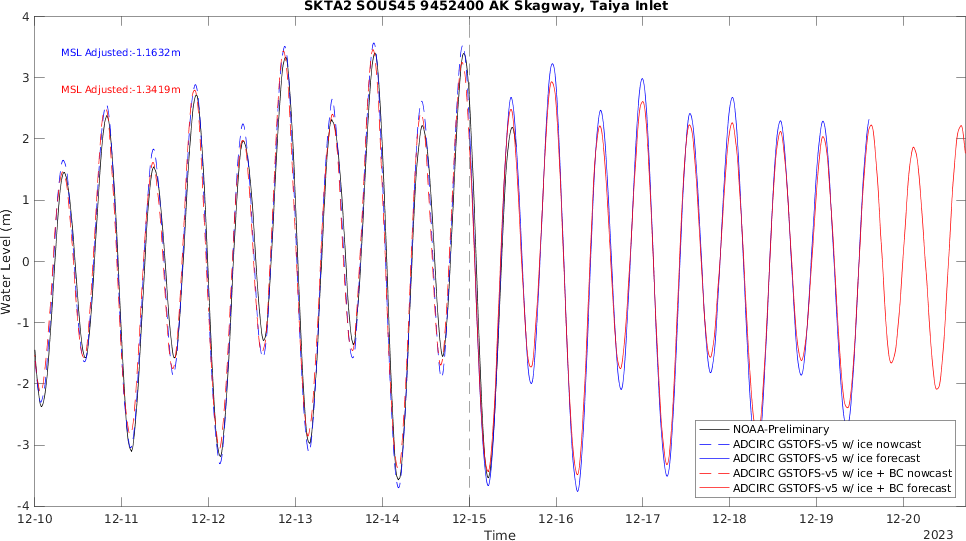 SKTA2 SOUS45 9452400 AK Skagway, Taiya Inlet
MSL Adjusted:-1.1632m
MSL Adjusted:-1.3419m
Water Level (m)
4
3
2
1
0
-1
-2
-3
-4
NOAA-Preliminary
ADCIRC GSTOFS-v5 w/ ice nowcast
ADCIRC GSTOFS-v5 w/ ice forecast
ADCIRC GSTOFS-v5 w/ ice + BC nowcast
ADCIRC GSTOFS-v5 w/ ice + BC forecast
12-10 12-11 12-12 12-13 12-14 12-15 12-16 12-17 12-18 12-19 12-20
Time
2023